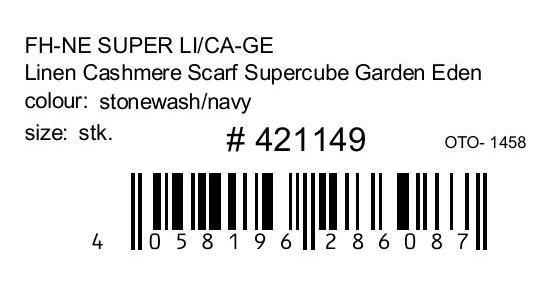 FH-NE SUPER LI/CA-GE
Linen Cashmere Scarf Supercube Garden Eden
colour: stonewash/navy
size: stk.
# 421149
OTO- 1458
4 058196 286087